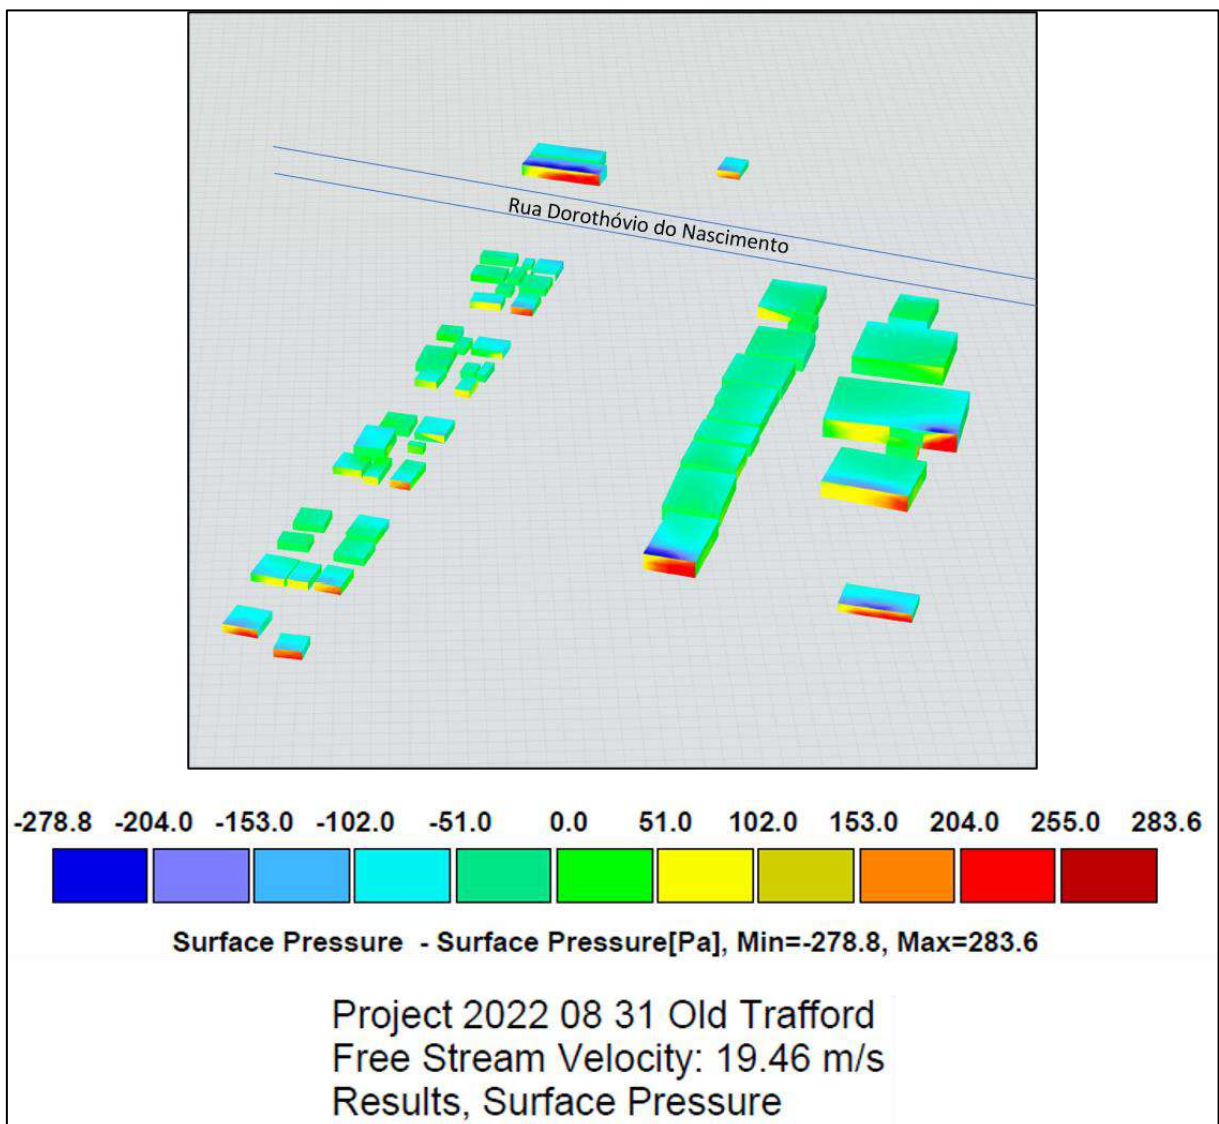 Rua Dorothóvio do Nascimento
-278.8 -204.0 -153.0 -102.0 -51.0 0.0 51.0 102.0 153.0 204.0 255.0 283.6
Surface Pressure - Surface Pressure[Pa], Min=-278.8, Max=283.6
Project 2022 08 31 Old Trafford
Free Stream Velocity: 19.46 m/s
Results, Surface Pressure